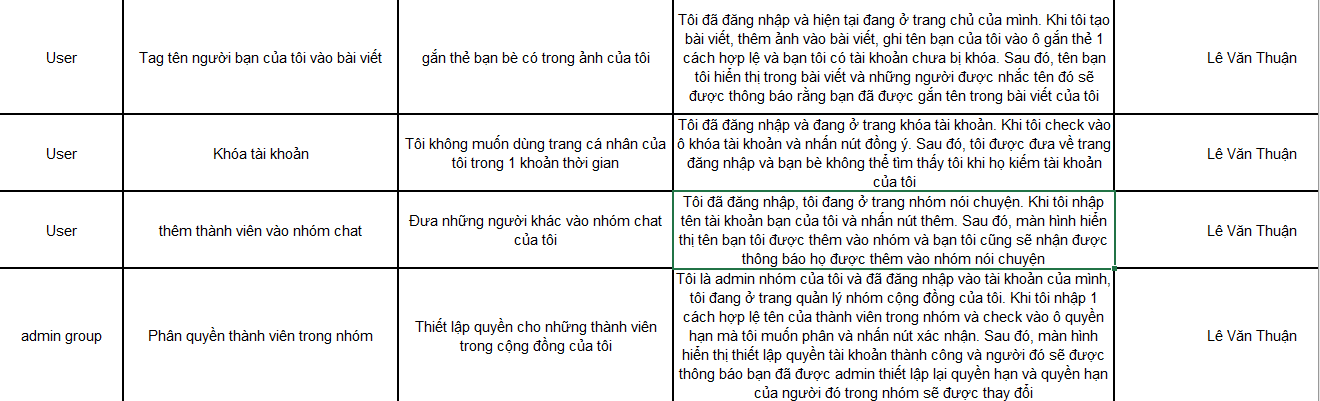 User
Tag tên người bạn của tôi vào bài viết
gắn thẻ bạn bè có trong ảnh của tôi
Tôi đã đăng nhập và hiện tại đang ở trang chủ của mình. Khi tôi tạo
bài viết, thêm ảnh vào bài viết, ghi tên bạn của tôi vào ô gắn thẻ 1
cách hợp lệ và bạn tôi có tài khoản chưa bị khóa. Sau đó, tên bạn
tôi hiển thị trong bài viết và những người được nhắc tên đó sẽ
được thông báo rằng bạn đã được gắn tên trong bài viết của tôi
Lê Văn Thuận
User
Khóa tài khoản
Tôi không muốn dùng trang cá nhân của
tôi trong 1 khoản thời gian
Tôi đã đăng nhập và đang ở trang khóa tài khoản. Khi tôi check vào
ô khóa tài khoản và nhấn nút đồng ý. Sau đó, tôi được đưa về trang
đăng nhập và bạn bè không thể tìm thấy tôi khi họ kiếm tài khoản
của tôi
Lê Văn Thuận
User
thêm thành viên vào nhóm chat
Đưa những người khác vào nhóm chat
của tôi
Tôi đã đăng nhập, tôi đang ở trang nhóm nói chuyện. Khi tôi nhập
tên tài khoản bạn của tôi và nhấn nút thêm. Sau đó, màn hình hiển
thị tên bạn tôi được thêm vào nhóm và bạn tôi cũng sẽ nhận được
thông báo họ được thêm vào nhóm nói chuyện
Lê Văn Thuận
admin group
Phân quyền thành viên trong nhóm
Thiết lập quyền cho những thành viên
trong cộng đồng của tôi
Tôi là admin nhóm của tôi và đã đăng nhập vào tài khoản của mình,
tôi đang ở trang quản lý nhóm cộng đồng của tôi. Khi tôi nhập 1
cách hợp lệ tên của thành viên trong nhóm và check vào ô quyền
hạn mà tôi muốn phân và nhấn nút xác nhận. Sau đó, màn hình
hiển thị thiết lập quyền tài khoản thành công và người đó sẽ được
thông báo bạn đã được admin thiết lập lại quyền hạn và quyền hạn
của người đó trong nhóm sẽ được thay đổi
Lê Văn Thuận